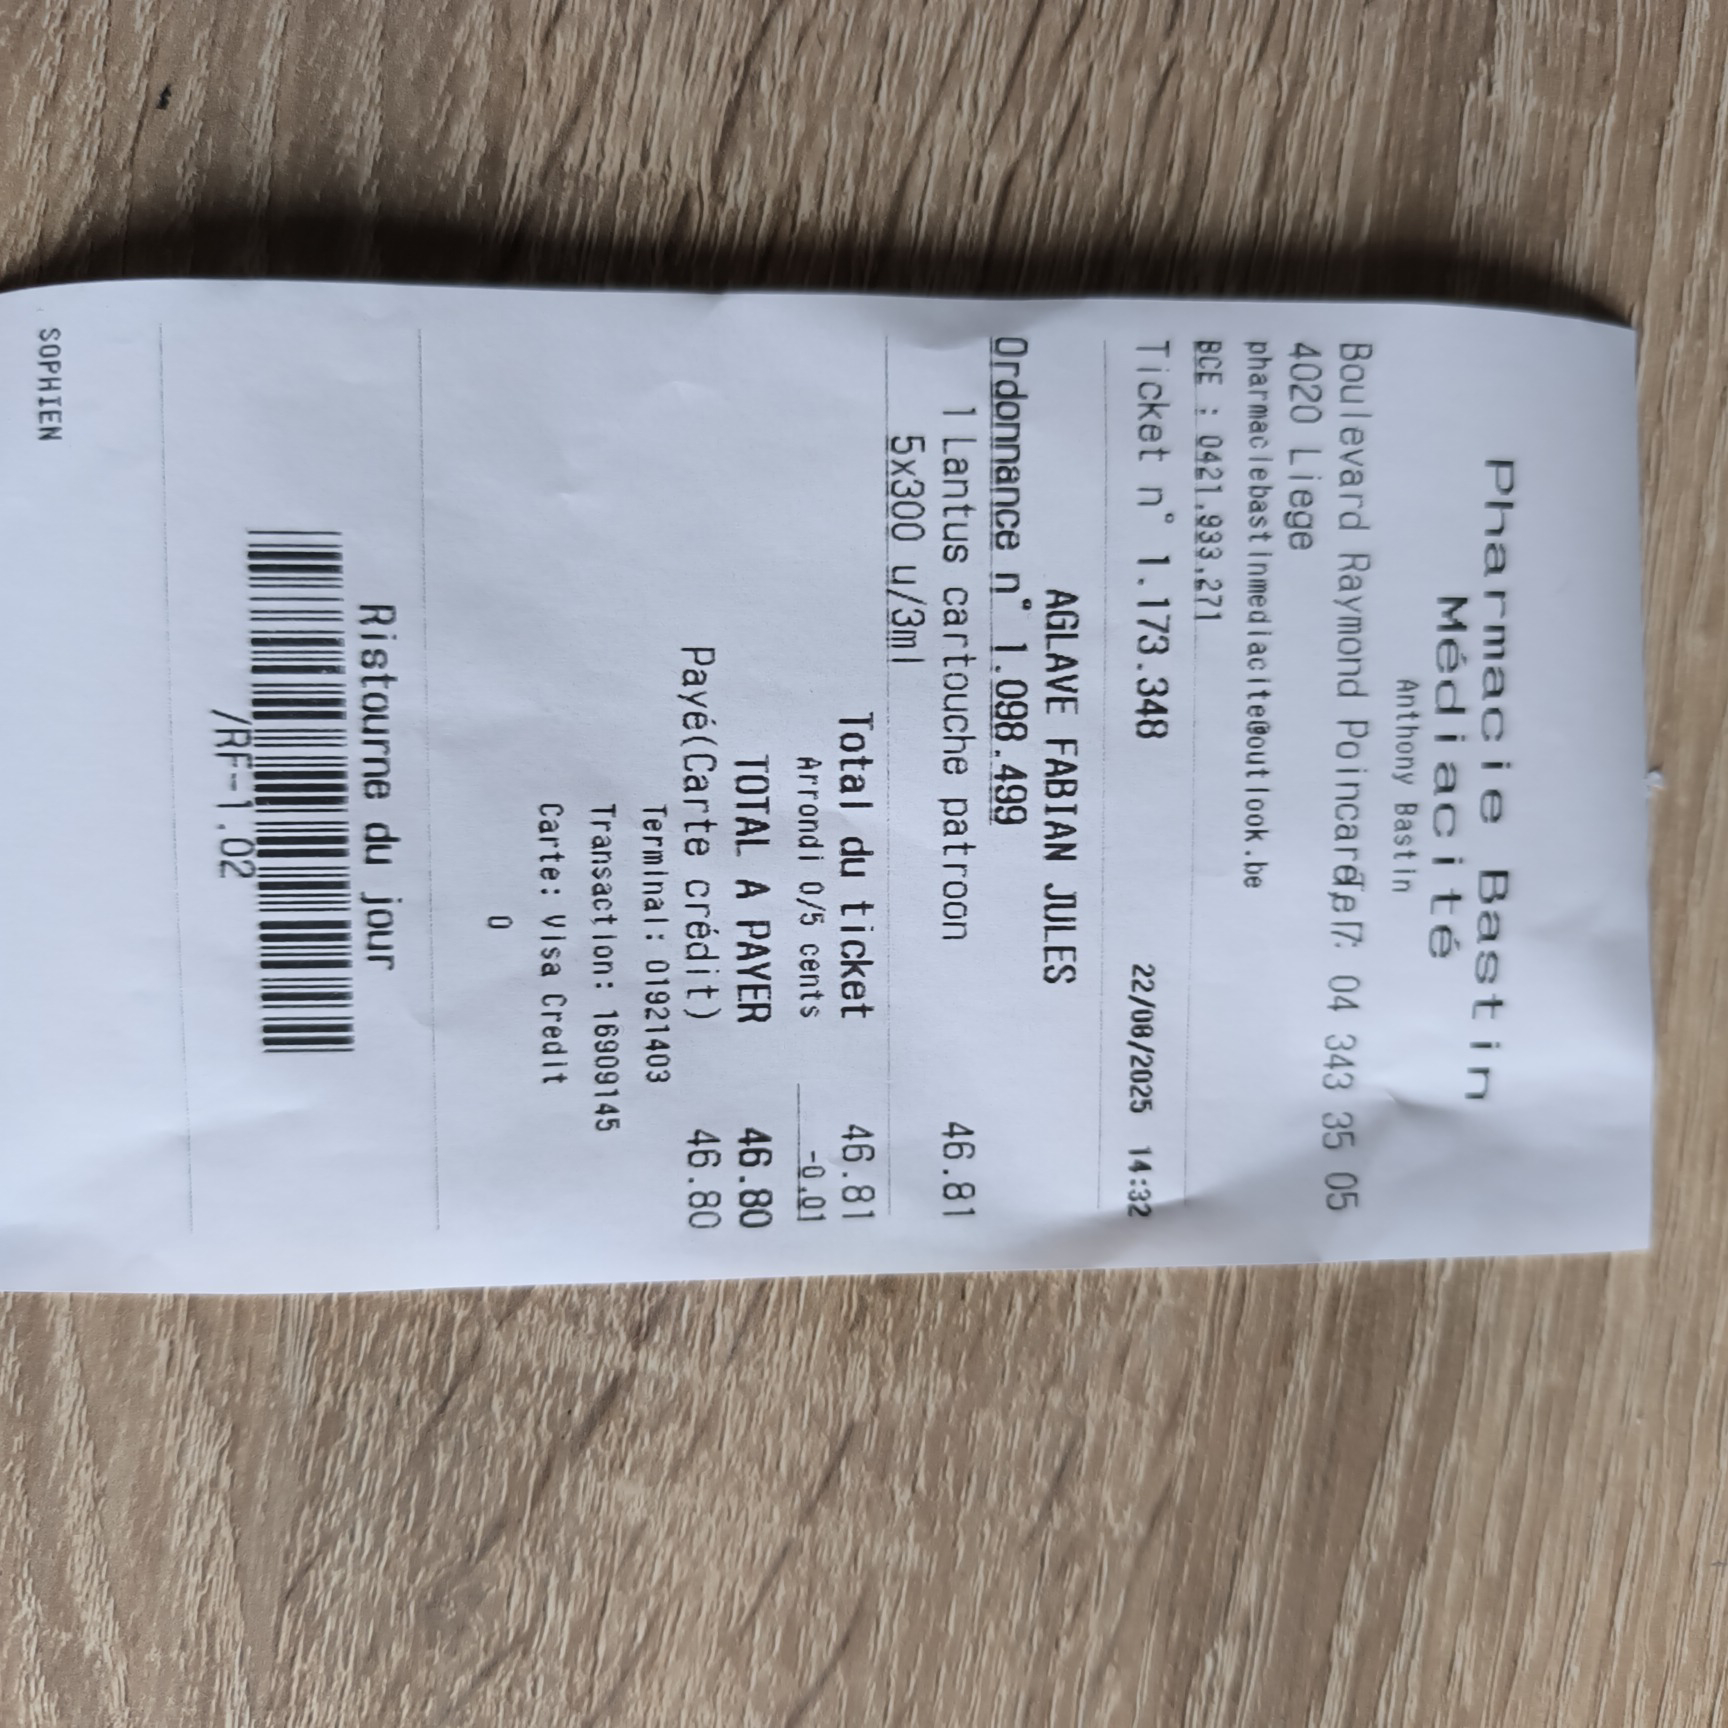 Pharmacie Bastin
Médiacité
Anthony Bastin
Boulevard Raymond Poincaré, 7 Tel : 04 343 35 05
4020 Liege
pharmaciebastinmediacite@outlook.be
BCE : 0421.933.271
Ticket n° 1.173.348 22/08/2025 14:32
AGLAVE FABIAN JULES
Ordonnance n° 1.098.499
1 Lantus cartouche patroon 46.81
5x300 u/3ml
Total du ticket 46.81
Arrondi 0/5 cents -0.01
TOTAL A PAYER 46.80
Payé(Carte crédit) 46.80
Terminal: 01921403
Transaction: 16909145
Carte: Visa Credit
0
Ristourne du jour
/RF-1.02
SOPHIEN